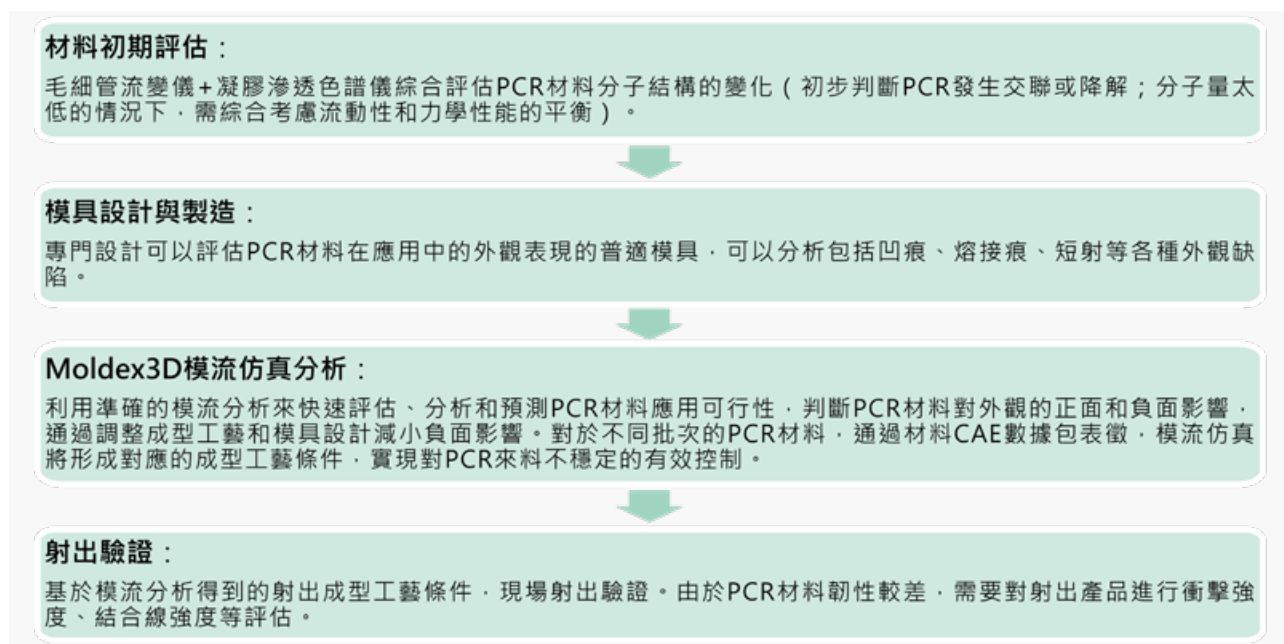 材料初期評估：
毛細管流變儀+凝膠滲透色譜儀綜合評估PCR材料分子結構的變化（初步判斷PCR發生交聯或降解；分子量太
低的情況下，需綜合考慮流動性和力學性能的平衡）。
模具設計與製造：
專門設計可以評估PCR材料在應用中的外觀表現的普適模具，可以分析包括凹痕、熔接痕、短射等各種外觀缺
陷。
Moldex3D模流仿真分析：
利用準確的模流分析來快速評估、分析和預測PCR材料應用可行性，判斷PCR材料對外觀的正面和負面影響，
通過調整成型工藝和模具設計減小負面影響。對於不同批次的PCR材料，通過材料CAE數據包表徵，模流仿真
將形成對應的成型工藝條件，實現對PCR來料不穩定的有效控制。
射出驗證：
基於模流分析得到的射出成型工藝條件，現場射出驗證。由於PCR材料韌性較差，需要對射出產品進行衝擊強
度、結合線強度等評估。